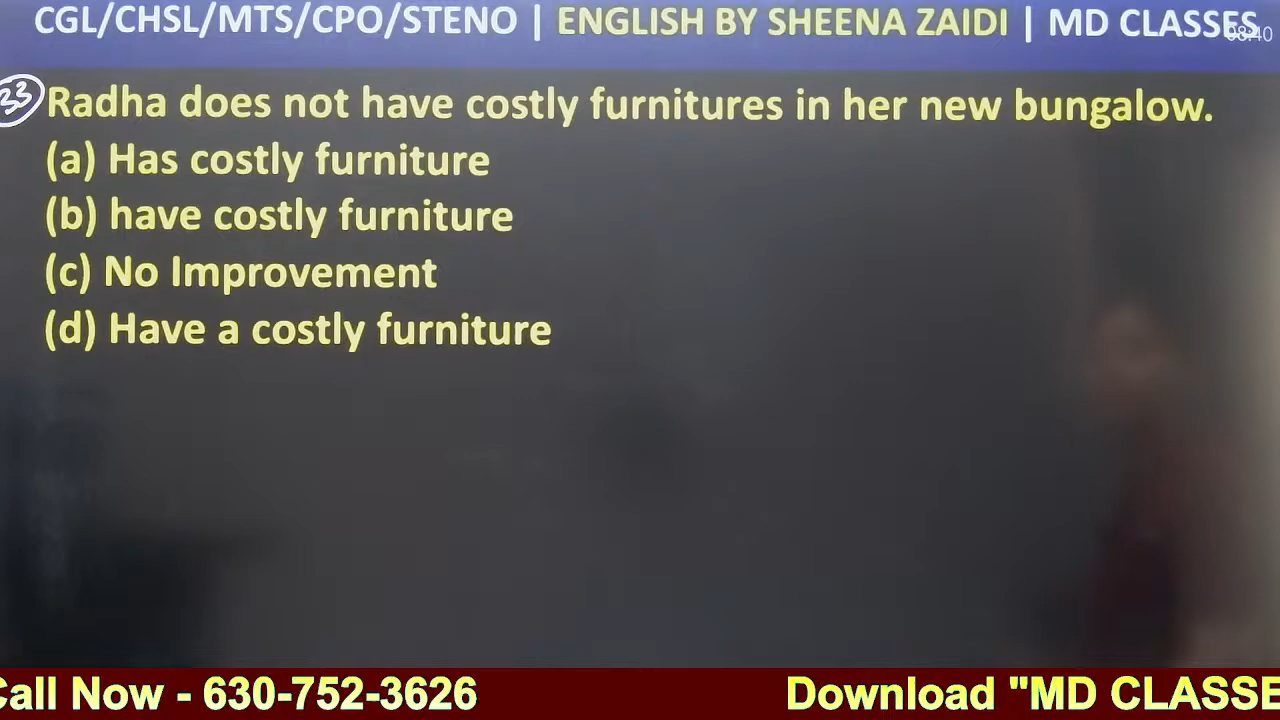 CGL/CHSL/MTS/CPO/STENO | ENGLISH BY SHEENA ZAIDI | MD CLASSES
08:40
33 Radha does not have costly furnitures in her new bungalow.
(a) Has costly furniture
(b) have costly furniture
(c) No Improvement
(d) Have a costly furniture
Call Now - 630-752-3626 Download "MD CLASSE